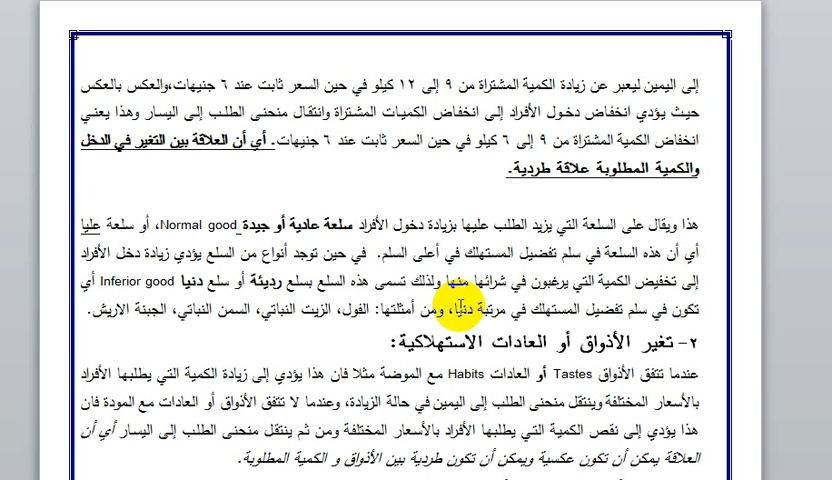 إلى اليمين ليعبر عن زيادة الكمية المشتراة من ٩ إلى ١٢ كيلو في حين السعر ثابت عند ٦ جنيهات،والعكس بالعكس
حيث يؤدي انخفاض دخول الأفراد إلى انخفاض الكميات المشتراة وانتقال منحنى الطلب إلى اليسار وهذا يعني
انخفاض الكمية المشتراة من ٩ إلى ٦ كيلو في حين السعر ثابت عند ٦ جنيهات. أي أن العلاقة بين التغير في الدخل
والكمية المطلوبة علاقة طردية.
هذا ويقال على السلعة التي يزيد الطلب عليها بزيادة دخول الأفراد سلعة عادية أو جيدة Normal good، أو سلعة عليا
أي أن هذه السلعة في سلم تفضيل المستهلك في أعلى السلم. في حين توجد أنواع من السلع يؤدي زيادة دخل الأفراد
إلى تخفيض الكمية التي يرغبون في شرائها منها ولذلك تسمى هذه السلع بسلع رديئة أو سلع دنيا Inferior good أي
تكون في سلم تفضيل المستهلك في مرتبة دنيا، ومن أمثلتها: الفول، الزيت النباتي، السمن النباتي، الجبنة الاريش.
٢- تغير الأذواق أو العادات الاستهلاكية:
عندما تتفق الأذواق Tastes أو العادات Habits مع الموضة مثلا فان هذا يؤدي إلى زيادة الكمية التي يطلبها الأفراد
بالأسعار المختلفة وينتقل منحنى الطلب إلى اليمين في حالة الزيادة، وعندما لا تتفق الأذواق أو العادات مع المودة فان
هذا يؤدي إلى نقص الكمية التي يطلبها الأفراد بالأسعار المختلفة ومن ثم ينتقل منحنى الطلب إلى اليسار أي أن
العلاقة يمكن أن تكون عكسية ويمكن أن تكون طردية بين الأذواق و الكمية المطلوبة.